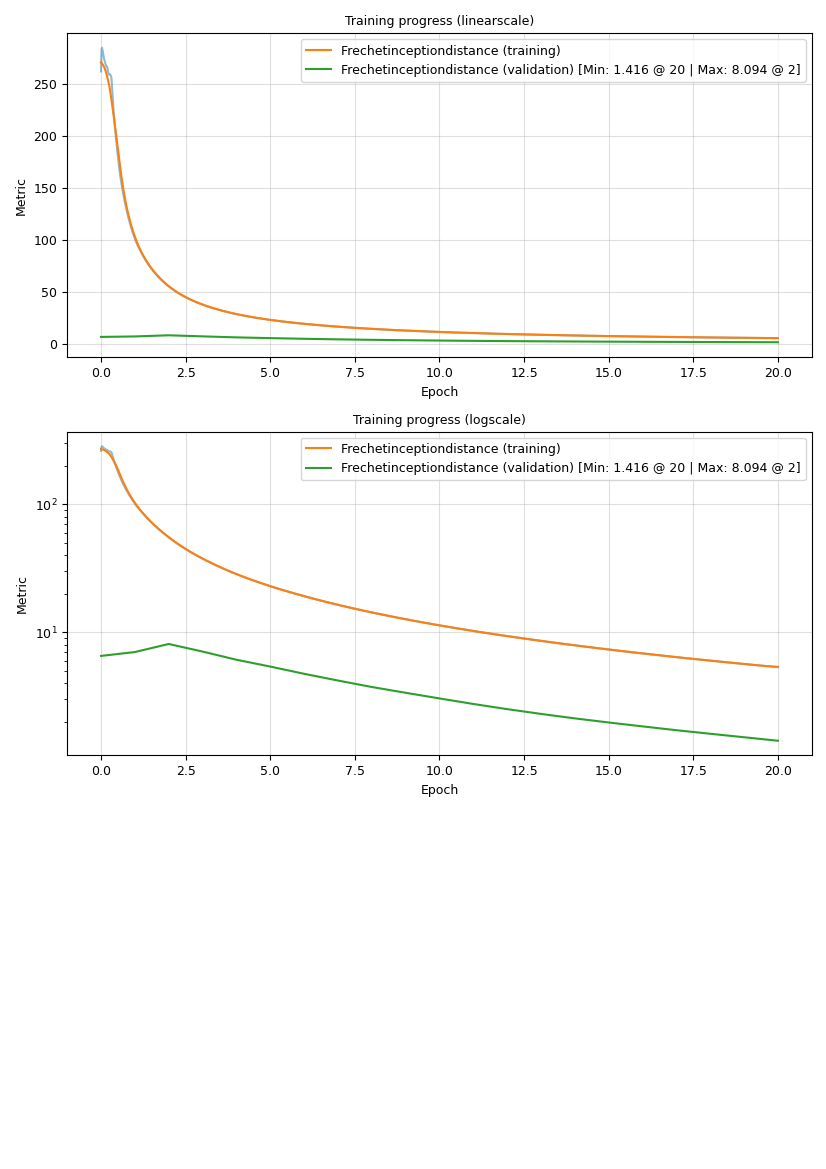 Training progress (linearscale)
Frechetinceptiondistance (training)
Frechetinceptiondistance (validation) [Min: 1.416 @ 20 | Max: 8.094 @ 2]
Metric
250
200
150
100
50
0
0.0 2.5 5.0 7.5 10.0 12.5 15.0 17.5 20.0
Epoch
Training progress (logscale)
Frechetinceptiondistance (training)
Frechetinceptiondistance (validation) [Min: 1.416 @ 20 | Max: 8.094 @ 2]
Metric
10²
10¹
0.0 2.5 5.0 7.5 10.0 12.5 15.0 17.5 20.0
Epoch